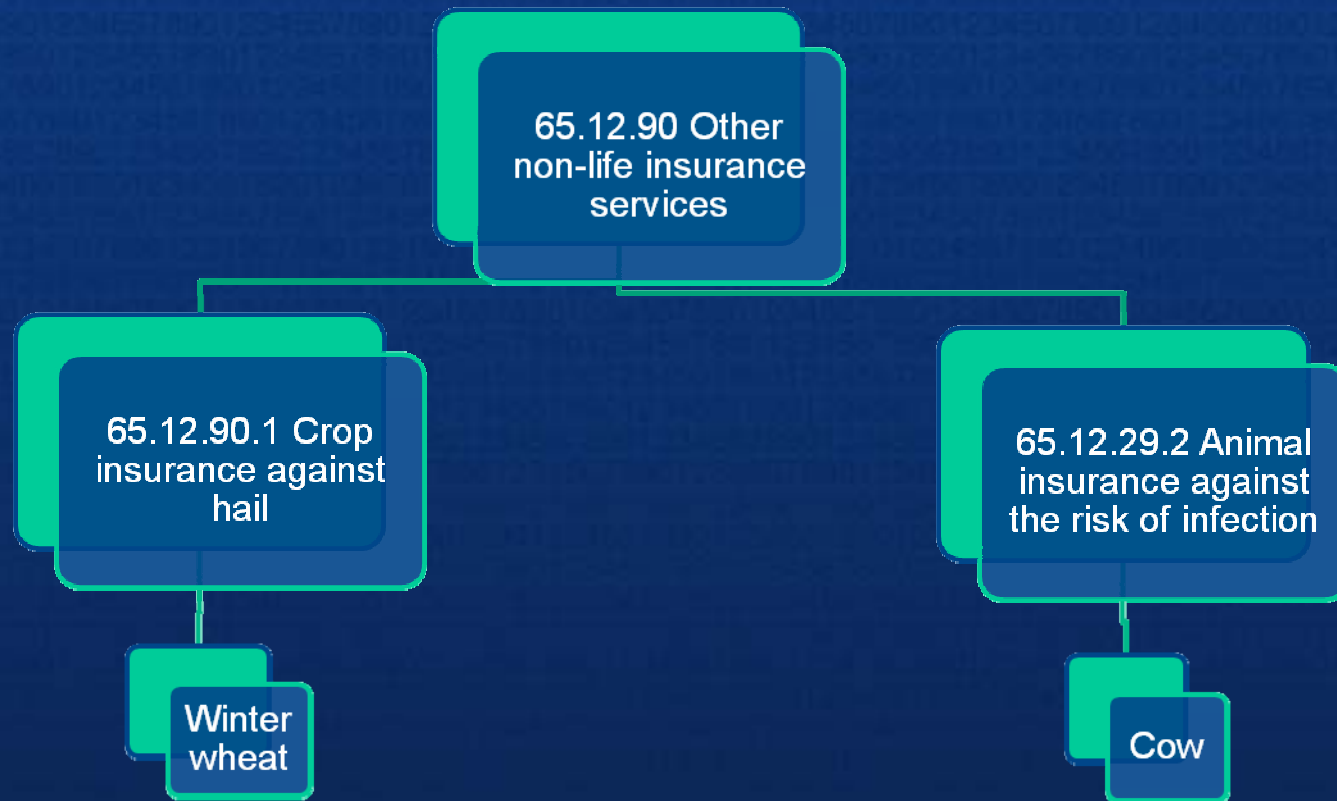 65.12.90 Other
non-life insurance
services
65.12.90.1 Crop
insurance against
hail
65.12.29.2 Animal
insurance against
the risk of infection
Winter
wheat
Cow